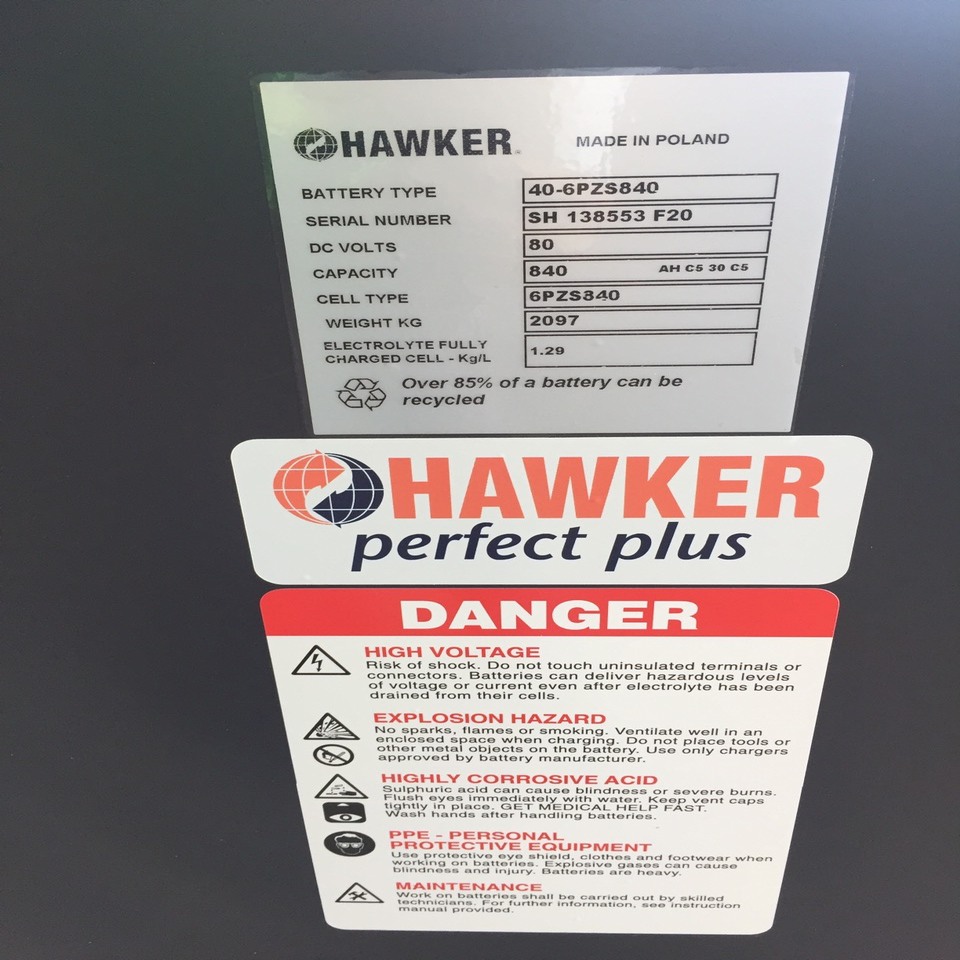 HAWKER
MADE IN POLAND
BATTERY TYPE 40-6PZS840
SERIAL NUMBER SH 138553 F20
DC VOLTS 80
CAPACITY 840 AH C5 30 C5
CELL TYPE 6PZS840
WEIGHT KG 2097
ELECTROLYTE FULLY
CHARGED CELL - Kg/L 1.29
Over 85% of a battery can be
recycled
HAWKER
perfect plus
DANGER
HIGH VOLTAGE
Risk of shock. Do not touch uninsulated terminals or
connectors. Batteries can deliver hazardous levels
of voltage or current even after electrolyte has been
drained from their cells.
EXPLOSION HAZARD
No sparks, flames or smoking. Ventilate well in an
enclosed space when charging. Do not place tools or
other metal objects on the battery. Use only chargers
approved by battery manufacturer.
HIGHLY CORROSIVE ACID
Sulphuric acid can cause blindness or severe burns.
Flush eyes immediately with water. Keep vent caps
tightly in place. GET MEDICAL HELP FAST.
Wash hands after handling batteries.
PPE - PERSONAL
PROTECTIVE EQUIPMENT
Use protective eye shield, clothes and footwear when
working on batteries. Explosive gases can cause
blindness and injury. Batteries are heavy.
MAINTENANCE
Work on batteries shall be carried out by skilled
technicians. For further information, see instruction
manual provided.